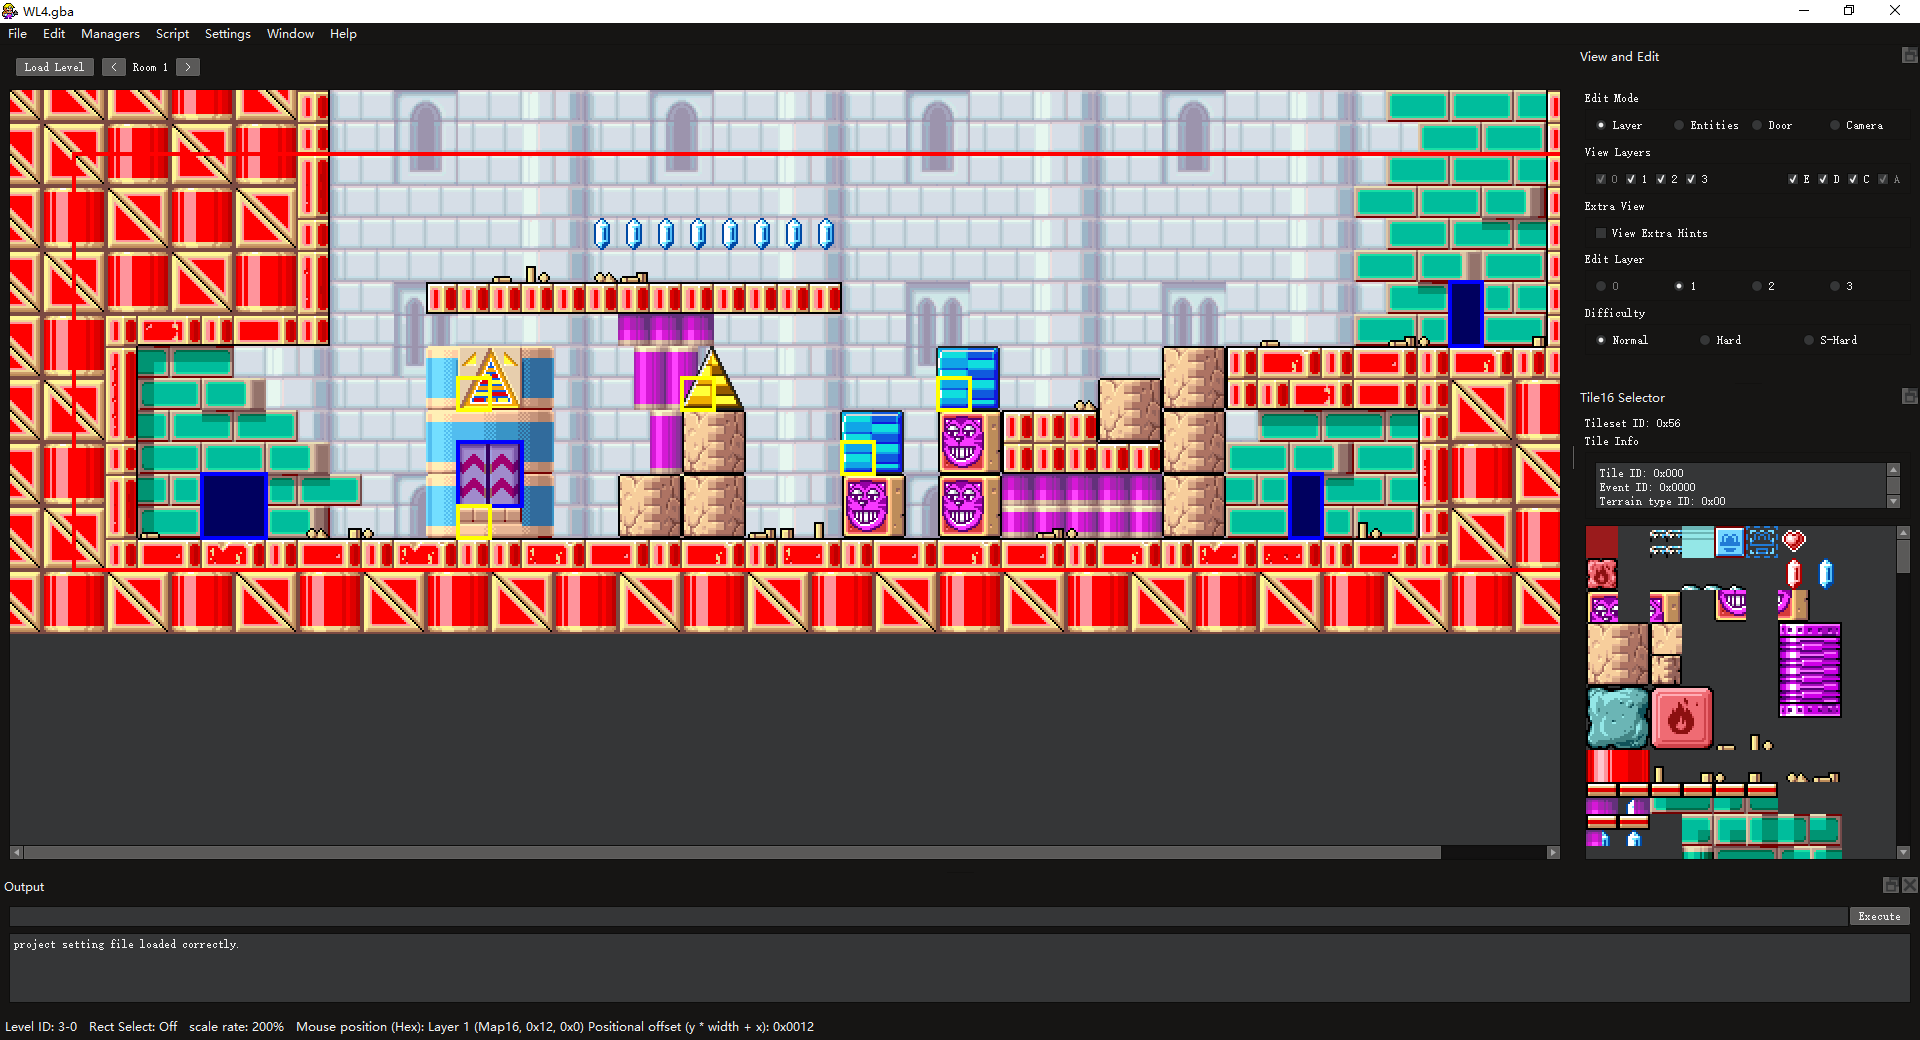 WL4.gba
File Edit Managers Script Settings Window Help
Load Level < Room 1 >
View and Edit
Edit Mode
Layer Entities Door Camera
View Layers
0 1 2 3 E D C A
Extra View
View Extra Hints
Edit Layer
0 1 2 3
Difficulty
Normal Hard S-Hard
Tile16 Selector
Tileset ID: 0x56
Tile Info
Tile ID: 0x000
Event ID: 0x0000
Terrain type ID: 0x00
Output
Execute
project setting file loaded correctly.
Level ID: 3-0 Rect Select: Off scale rate: 200% Mouse position (Hex): Layer 1 (Map16, 0x12, 0x0) Positional offset (y * width + x): 0x0012